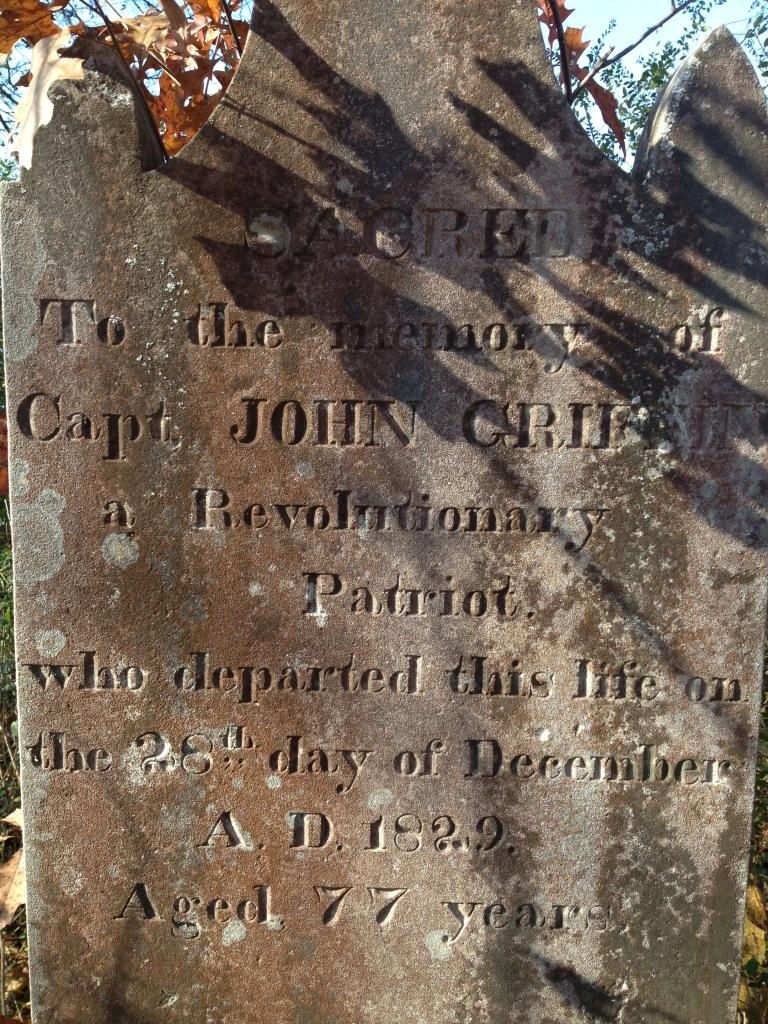 SACRED
To the memory of
Capt. JOHN GRIFFIN
a Revolutionary
Patriot.
who departed this life on
the 28th. day of December
A. D. 1829.
Aged, 77 years.